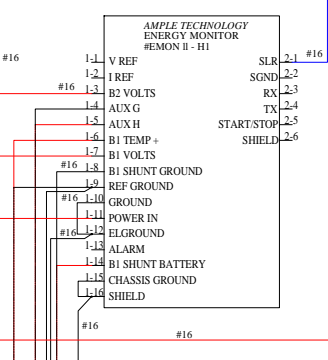 AMPLE TECHNOLOGY
ENERGY MONITOR
#EMON II - H1
#16
1-1 V REF
SLR 2-1
#16
1-2 I REF
SGND 2-2
#16
1-3 B2 VOLTS
RX 2-3
1-4 AUX G
TX 2-4
1-5 AUX H
START/STOP 2-5
1-6 B1 TEMP +
SHIELD 2-6
1-7 B1 VOLTS
#16
1-8 B1 SHUNT GROUND
1-9 REF GROUND
#16
1-10 GROUND
1-11 POWER IN
#16
1-12 ELGROUND
1-13 ALARM
1-14 B1 SHUNT BATTERY
1-15 CHASSIS GROUND
1-16 SHIELD
#16
#16